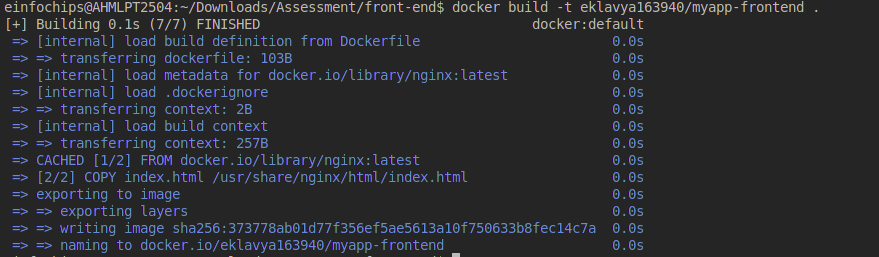 einfochips@AHMLPT2504:~/Downloads/Assessment/front-end$ docker build -t eklavya163940/myapp-frontend .
[+] Building 0.1s (7/7) FINISHED docker:default
=> [internal] load build definition from Dockerfile 0.0s
=> => transferring dockerfile: 103B 0.0s
=> [internal] load metadata for docker.io/library/nginx:latest 0.0s
=> [internal] load .dockerignore 0.0s
=> => transferring context: 2B 0.0s
=> [internal] load build context 0.0s
=> => transferring context: 257B 0.0s
=> CACHED [1/2] FROM docker.io/library/nginx:latest 0.0s
=> [2/2] COPY index.html /usr/share/nginx/html/index.html 0.0s
=> exporting to image 0.0s
=> => exporting layers 0.0s
=> => writing image sha256:373778ab01d77f356ef5ae5613a10f750633b8fec14c7a 0.0s
=> => naming to docker.io/eklavya163940/myapp-frontend 0.0s